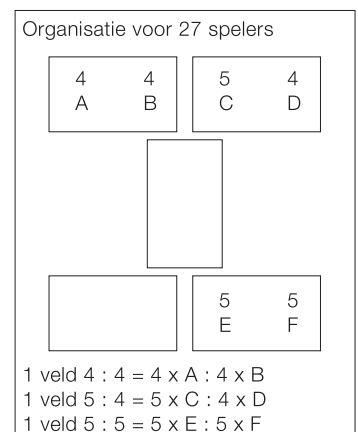 Organisatie voor 27 spelers
4 4 5 4
A B C D
5 5
E F
1 veld 4 : 4 = 4 x A : 4 x B
1 veld 5 : 4 = 5 x C : 4 x D
1 veld 5 : 5 = 5 x E : 5 x F